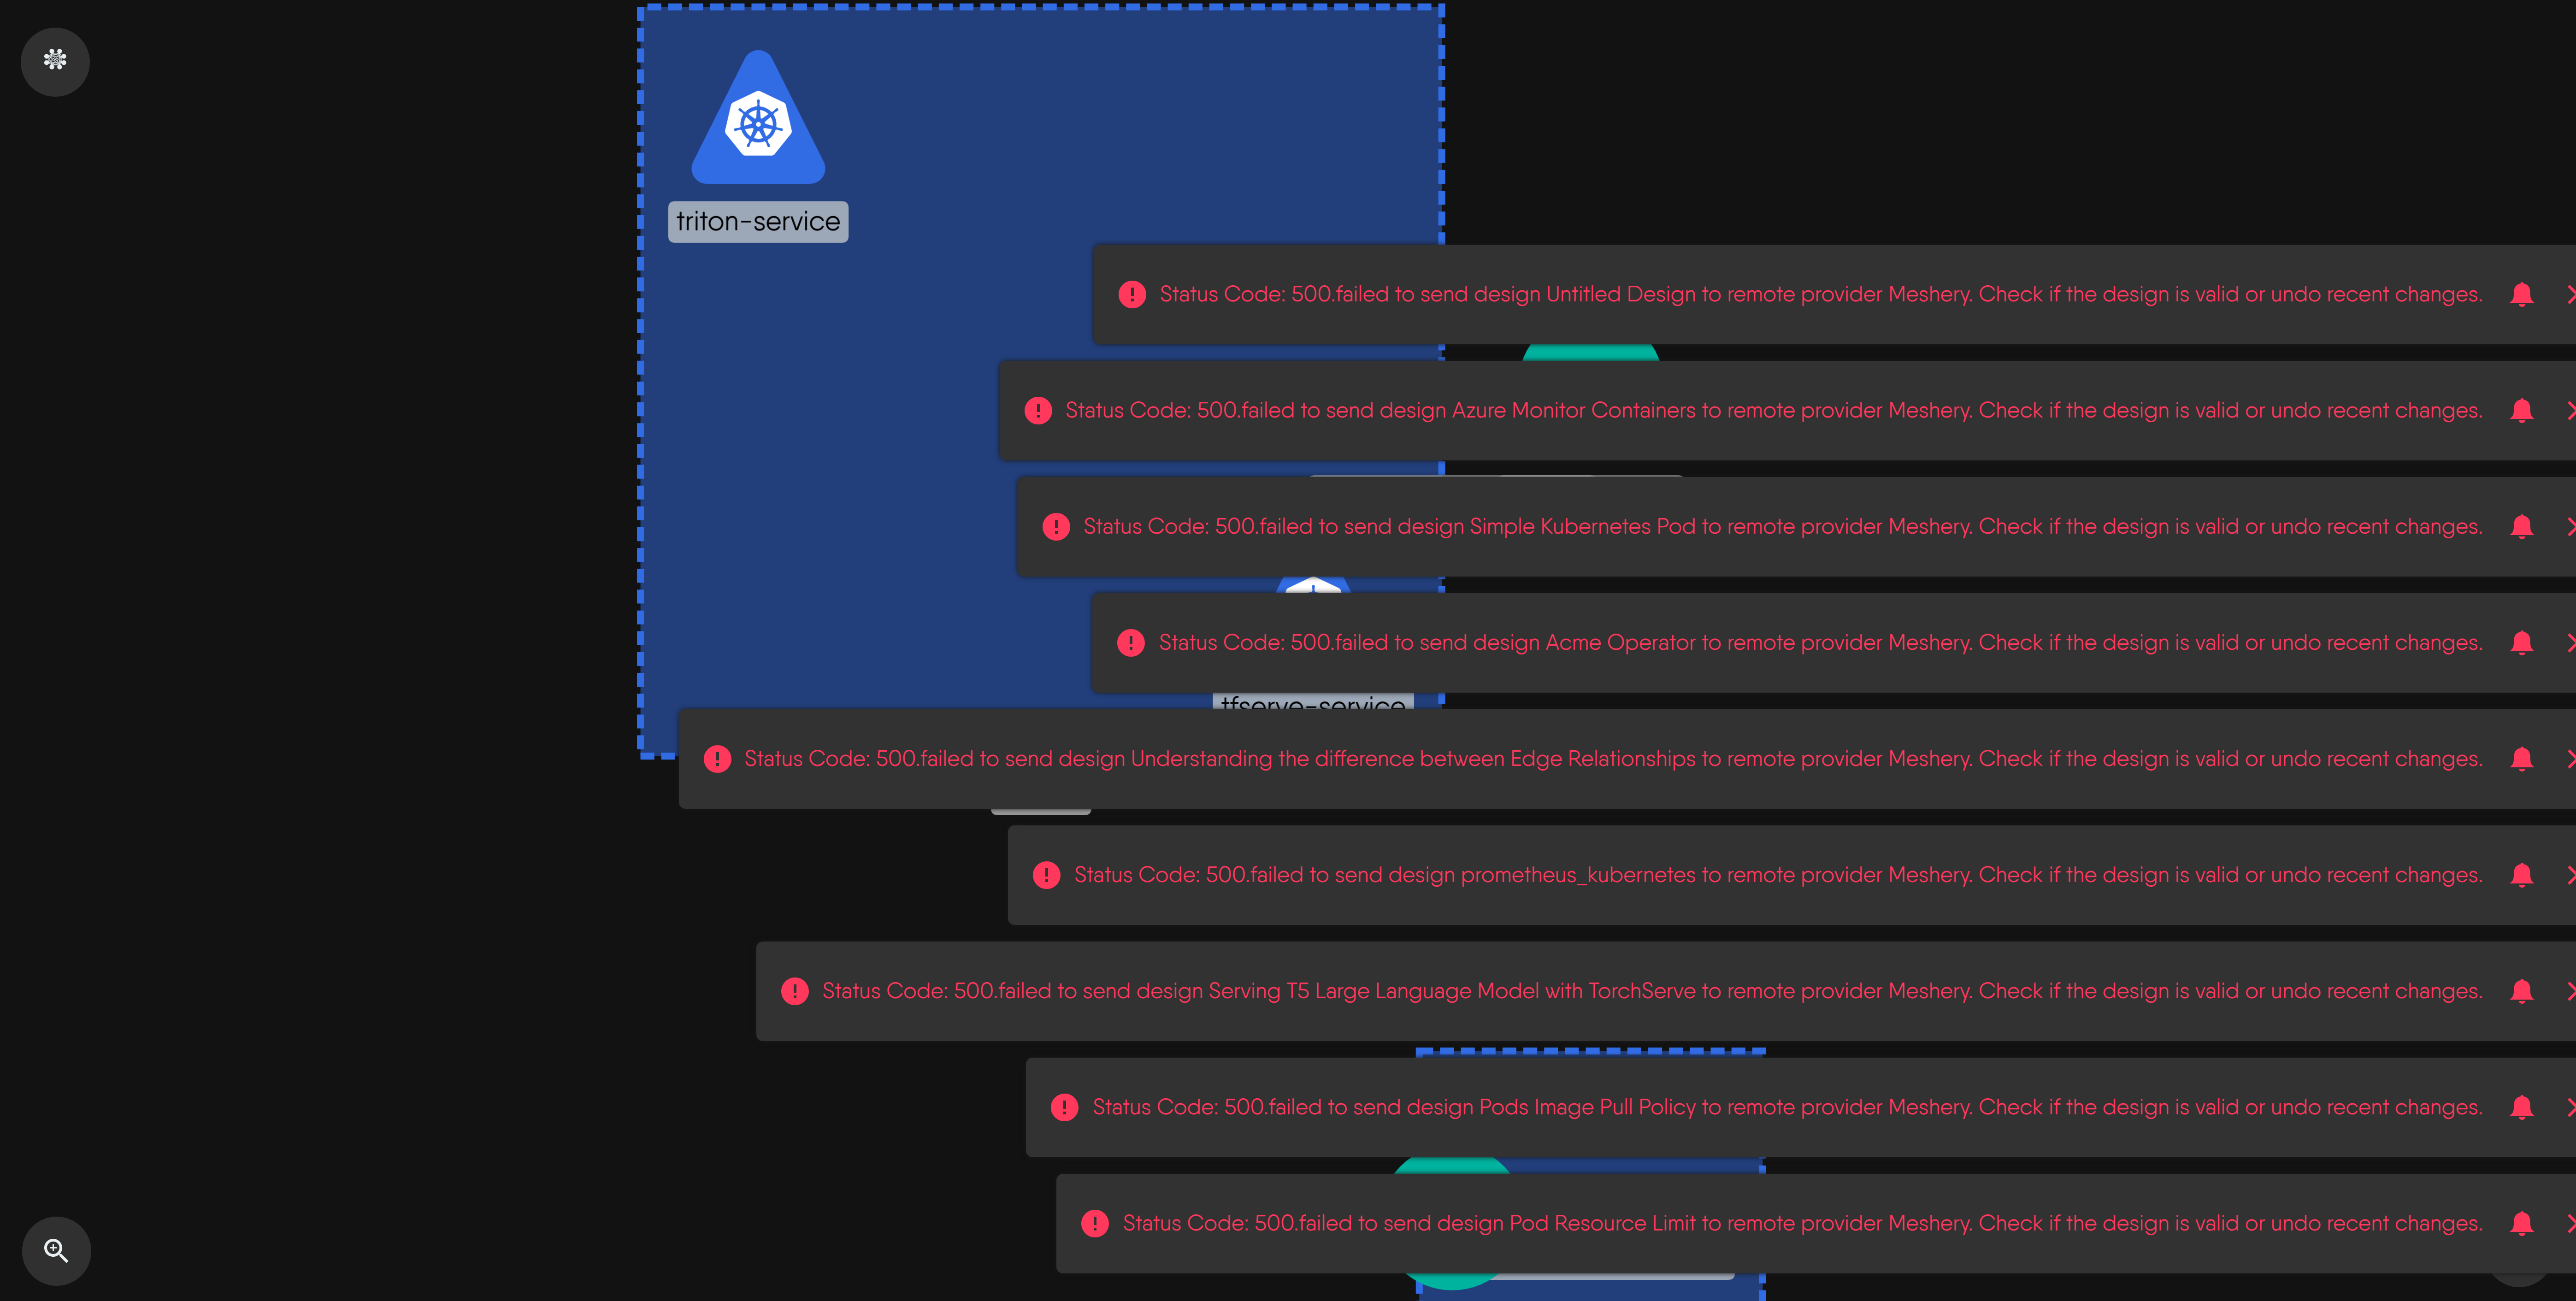 triton-service
Status Code: 500.failed to send design Untitled Design to remote provider Meshery. Check if the design is valid or undo recent changes.
Status Code: 500.failed to send design Azure Monitor Containers to remote provider Meshery. Check if the design is valid or undo recent changes.
Status Code: 500.failed to send design Simple Kubernetes Pod to remote provider Meshery. Check if the design is valid or undo recent changes.
Status Code: 500.failed to send design Acme Operator to remote provider Meshery. Check if the design is valid or undo recent changes.
tfserve-service
Status Code: 500.failed to send design Understanding the difference between Edge Relationships to remote provider Meshery. Check if the design is valid or undo recent changes.
Status Code: 500.failed to send design prometheus_kubernetes to remote provider Meshery. Check if the design is valid or undo recent changes.
Status Code: 500.failed to send design Serving T5 Large Language Model with TorchServe to remote provider Meshery. Check if the design is valid or undo recent changes.
Status Code: 500.failed to send design Pods Image Pull Policy to remote provider Meshery. Check if the design is valid or undo recent changes.
Status Code: 500.failed to send design Pod Resource Limit to remote provider Meshery. Check if the design is valid or undo recent changes.